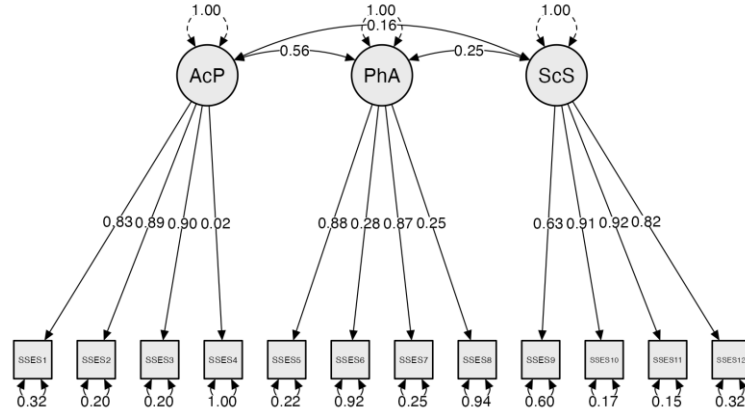 1.00 1.00 1.00
0.16
0.56 0.25
AcP PhA ScS
0.83 0.89 0.90 0.02 0.88 0.28 0.87 0.25 0.63 0.91 0.92 0.82
SSES1 SSES2 SSES3 SSES4 SSES5 SSES6 SSES7 SSES8 SSES9 SSES10 SSES11 SSES12
0.32 0.20 0.20 1.00 0.22 0.92 0.25 0.94 0.60 0.17 0.15 0.32